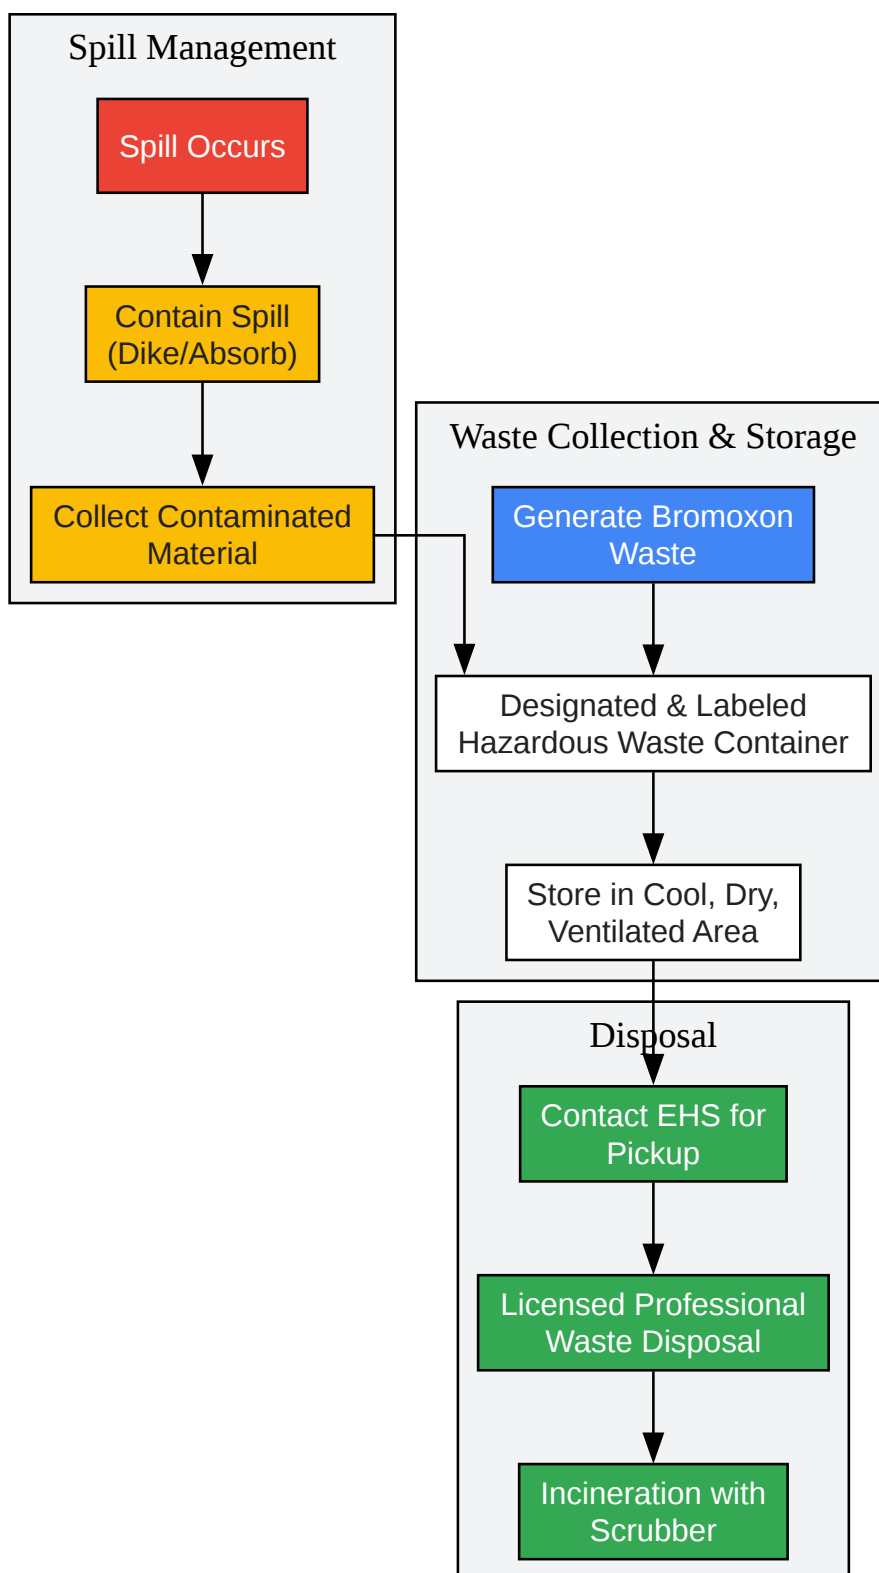 Spill Management
Spill Occurs
Contain Spill
(Dike/Absorb)
Collect Contaminated
Material
Waste Collection & Storage
Generate Bromoxon
Waste
Designated & Labeled
Hazardous Waste Container
Store in Cool, Dry,
Ventilated Area
Disposal
Contact EHS for
Pickup
Licensed Professional
Waste Disposal
Incineration with
Scrubber